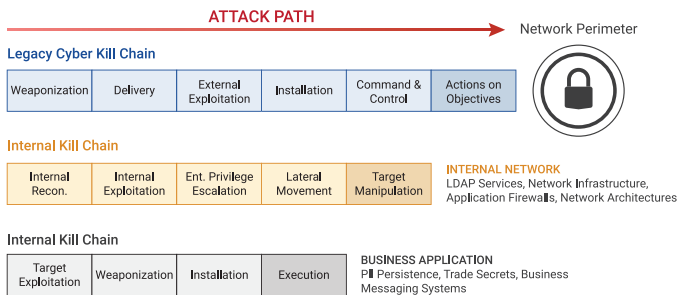 ATTACK PATH
Network Perimeter
Legacy Cyber Kill Chain
Weaponization
Delivery
External
Exploitation
Installation
Command &
Control
Actions on
Objectives
Internal Kill Chain
Internal
Recon.
Internal
Exploitation
Ent. Privilege
Escalation
Lateral
Movement
Target
Manipulation
INTERNAL NETWORK
LDAP Services, Network Infrastructure,
Application Firewalls, Network Architectures
Internal Kill Chain
Target
Exploitation
Weaponization
Installation
Execution
BUSINESS APPLICATION
PII Persistence, Trade Secrets, Business
Messaging Systems